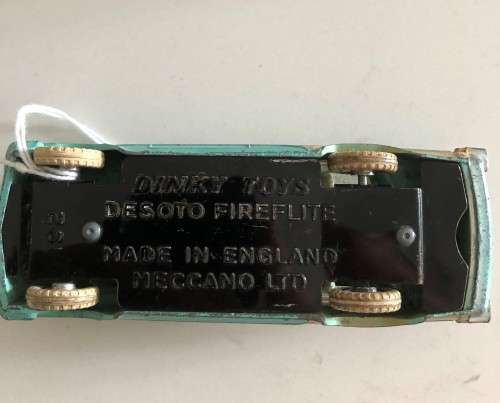 DINKY TOYS
DESOTO FIREFLITE
MADE IN ENGLAND
MECCANO LTD